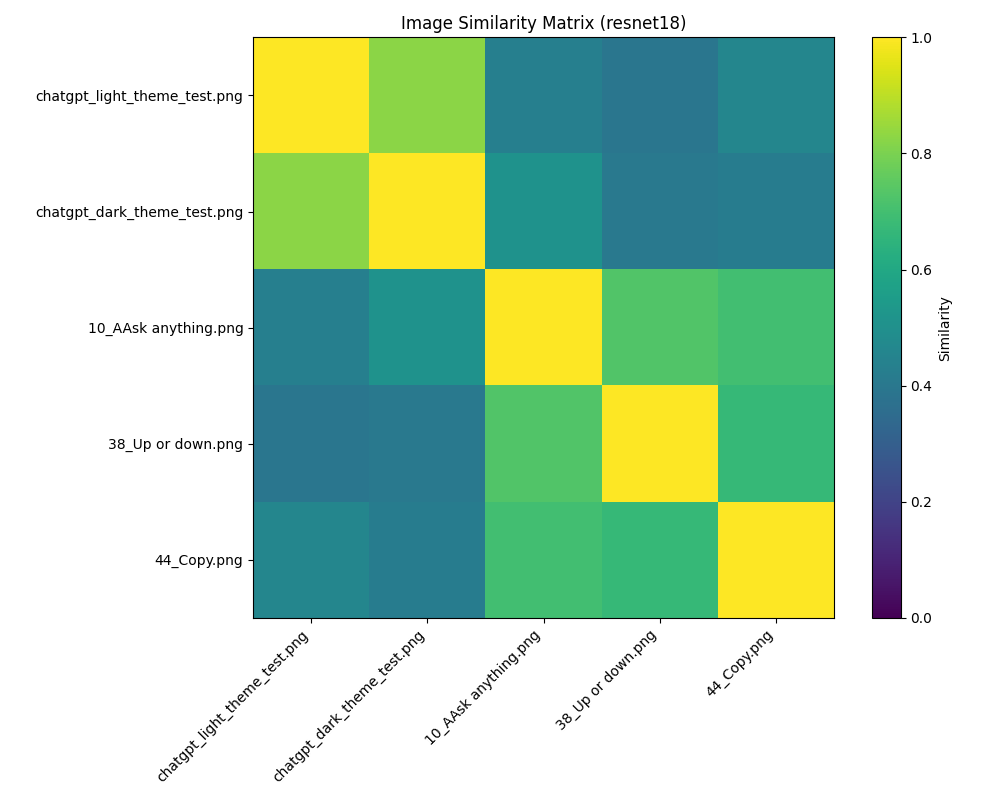 Image Similarity Matrix (resnet18)
chatgpt_light_theme_test.png
chatgpt_dark_theme_test.png
10_AAsk anything.png
38_Up or down.png
44_Copy.png
chatgpt_light_theme_test.png
chatgpt_dark_theme_test.png
10_AAsk anything.png
38_Up or down.png
44_Copy.png
1.0
0.8
0.6
0.4
0.2
0.0
Similarity